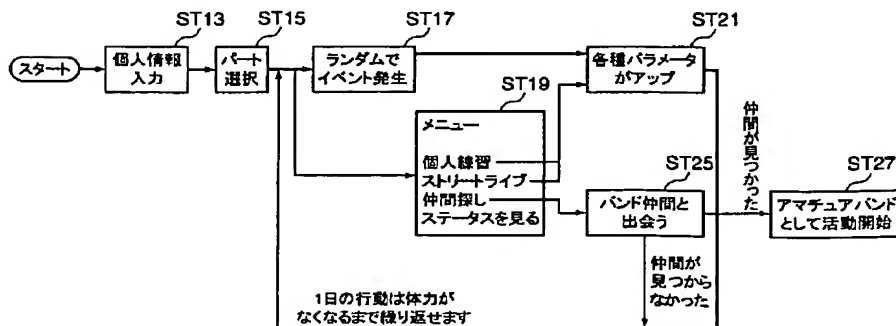 ST13
ST15
ST17
ST21
スタート
個人情報
入力
パート
選択
ランダムで
イベント発生
各種パラメータ
がアップ
ST19
メニュー
個人練習
ストリートライブ
仲間探し
ステータスを見る
ST25
バンド仲間と
出会う
仲間が見つかった
ST27
アマチュアバンド
として活動開始
仲間が
見つから
なかった
1日の行動は体力が
なくなるまで繰り返せます